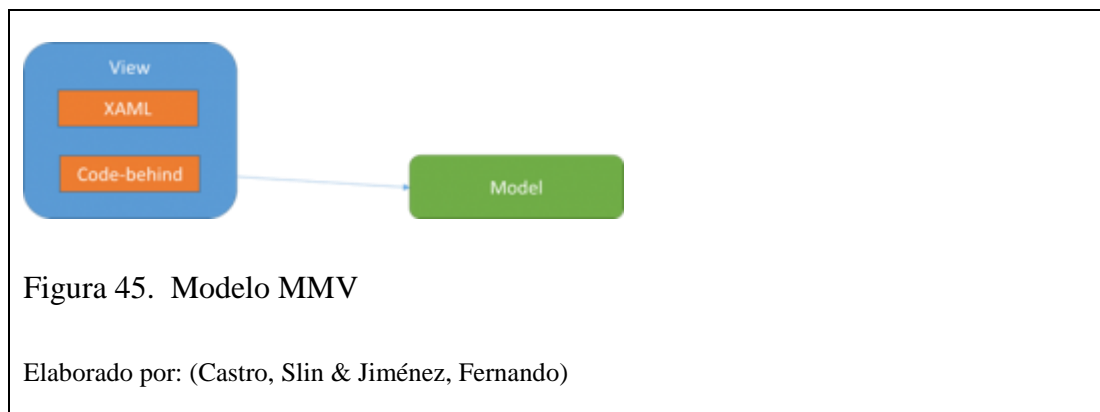 View
XAML
Code-behind
Model
Figura 45. Modelo MMV
Elaborado por: (Castro, Slin & Jiménez, Fernando)